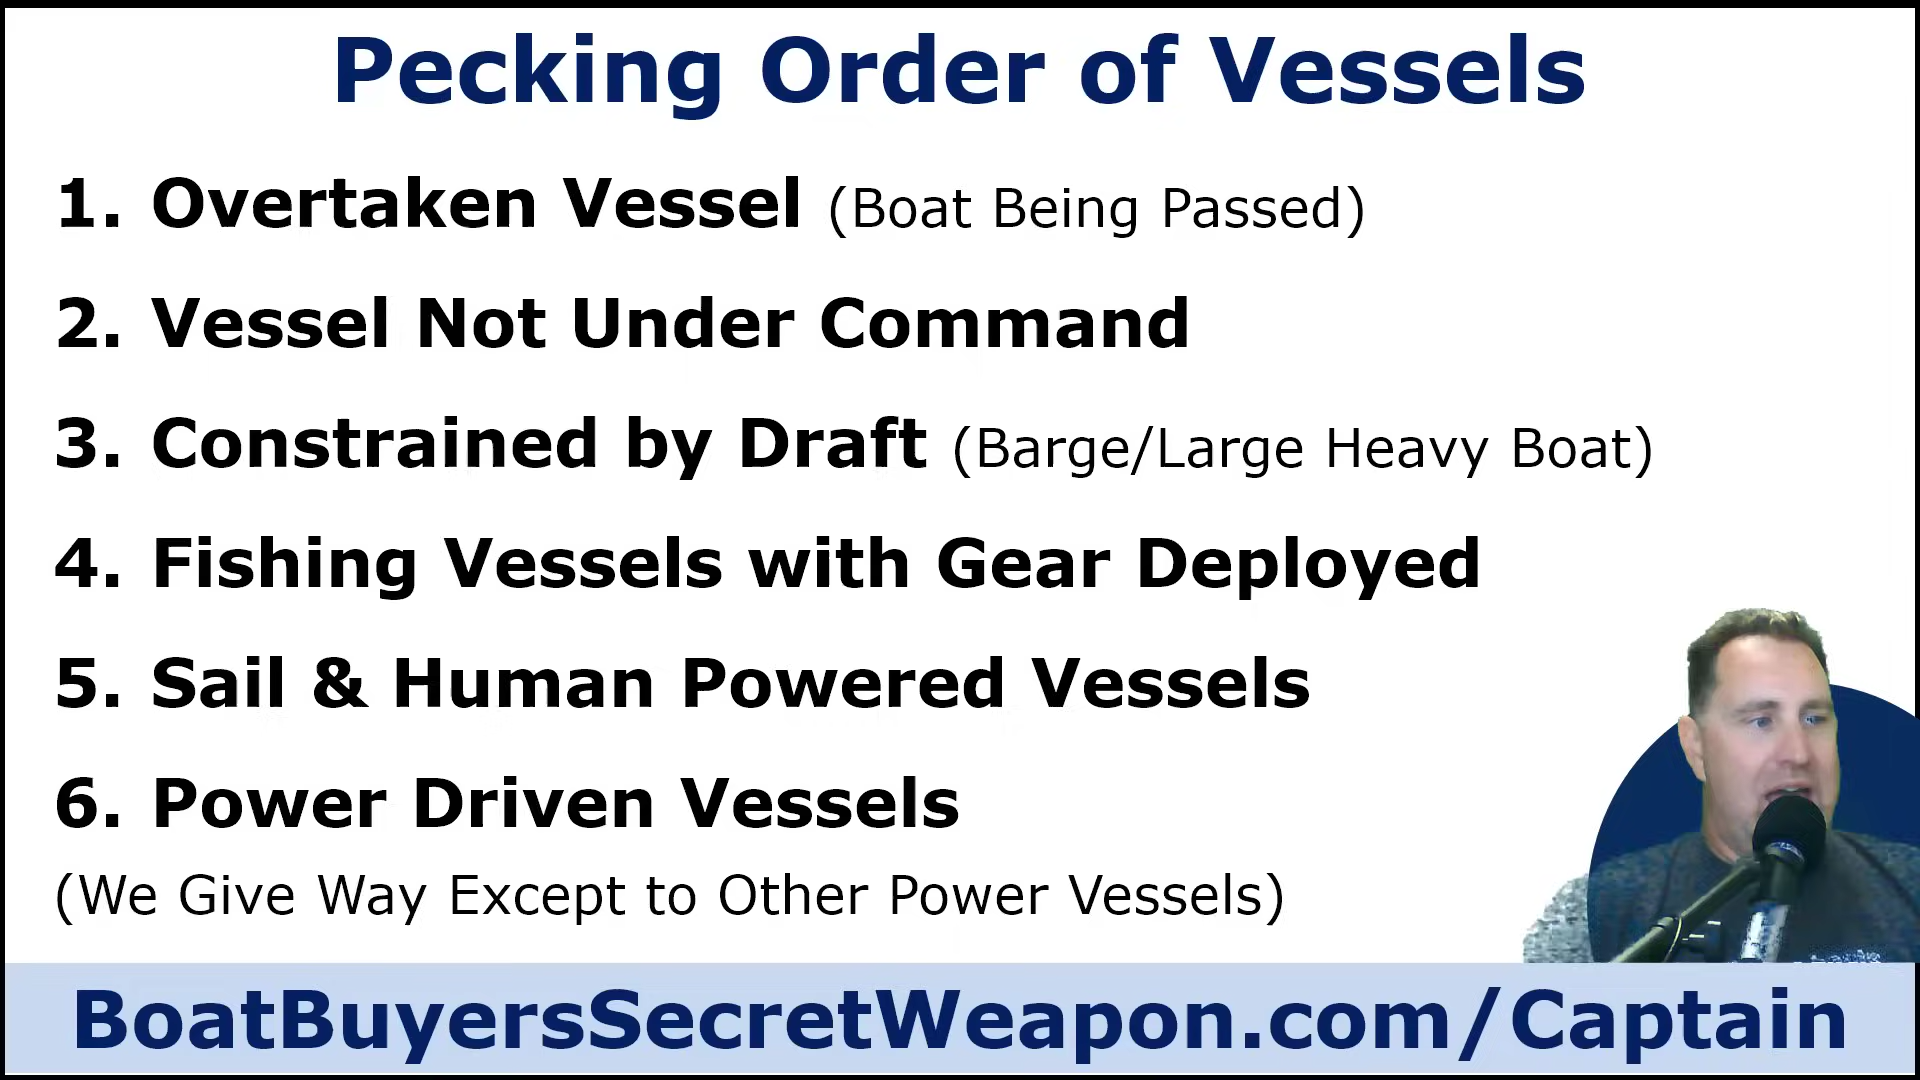 Pecking Order of Vessels
1. Overtaken Vessel (Boat Being Passed)
2. Vessel Not Under Command
3. Constrained by Draft (Barge/Large Heavy Boat)
4. Fishing Vessels with Gear Deployed
5. Sail & Human Powered Vessels
6. Power Driven Vessels
(We Give Way Except to Other Power Vessels)
BoatBuyersSecretWeapon.com/Captain